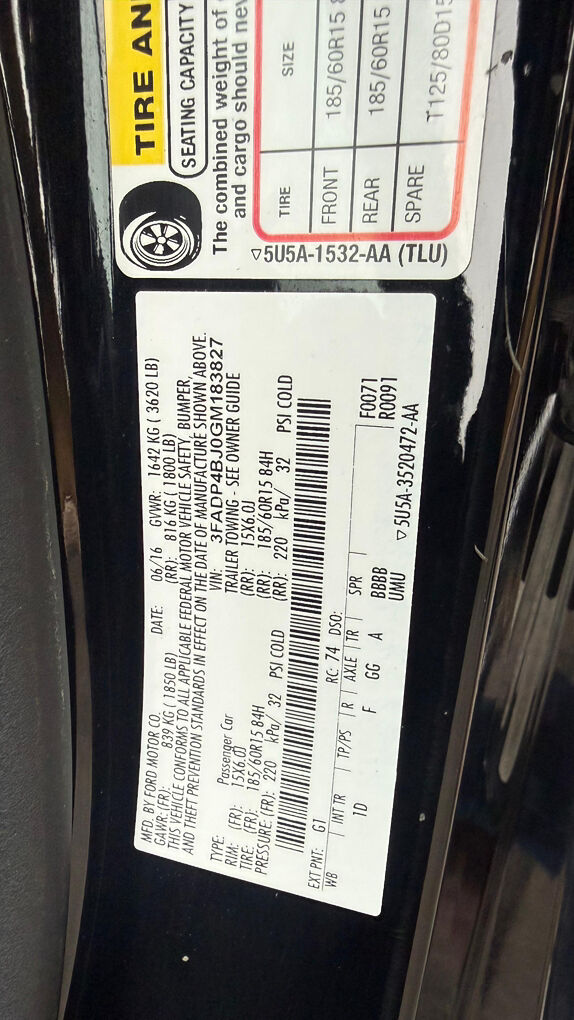 TIRE AN
SEATING CAPACITY
The combined weight of
and cargo should nev
TIRE SIZE
FRONT 185/60R15
REAR 185/60R15
SPARE T125/80D15
▽5U5A-1532-AA (TLU)
MFD. BY FORD MOTOR CO.
DATE: 06/16 GVWR: 1642 KG ( 3620 LB)
GAWR: (FR): 839 KG ( 1850 LB) (RR): 816 KG ( 1800 LB)
THIS VEHICLE CONFORMS TO ALL APPLICABLE FEDERAL MOTOR VEHICLE SAFETY, BUMPER,
AND THEFT PREVENTION STANDARDS IN EFFECT ON THE DATE OF MANUFACTURE SHOWN ABOVE.
VIN: 3FADP4BJ0GM183827
TYPE: Passenger Car TRAILER TOWING - SEE OWNER GUIDE
RIM: (FR): 15X6.0J (RR): 15X6.0J
TIRE: (FR): 185/60R15 84H (RR): 185/60R15 84H
PRESSURE (FR): 220 kPa/ 32 PSI COLD (RR): 220 kPa/ 32 PSI COLD
EXT PNT: G1 RC: 74 DSO: F0071
WB INT TR TP/PS R AXLE TR SPR R0091
1D F GG A BBBB
UMU ▽5U5A-3520472-AA